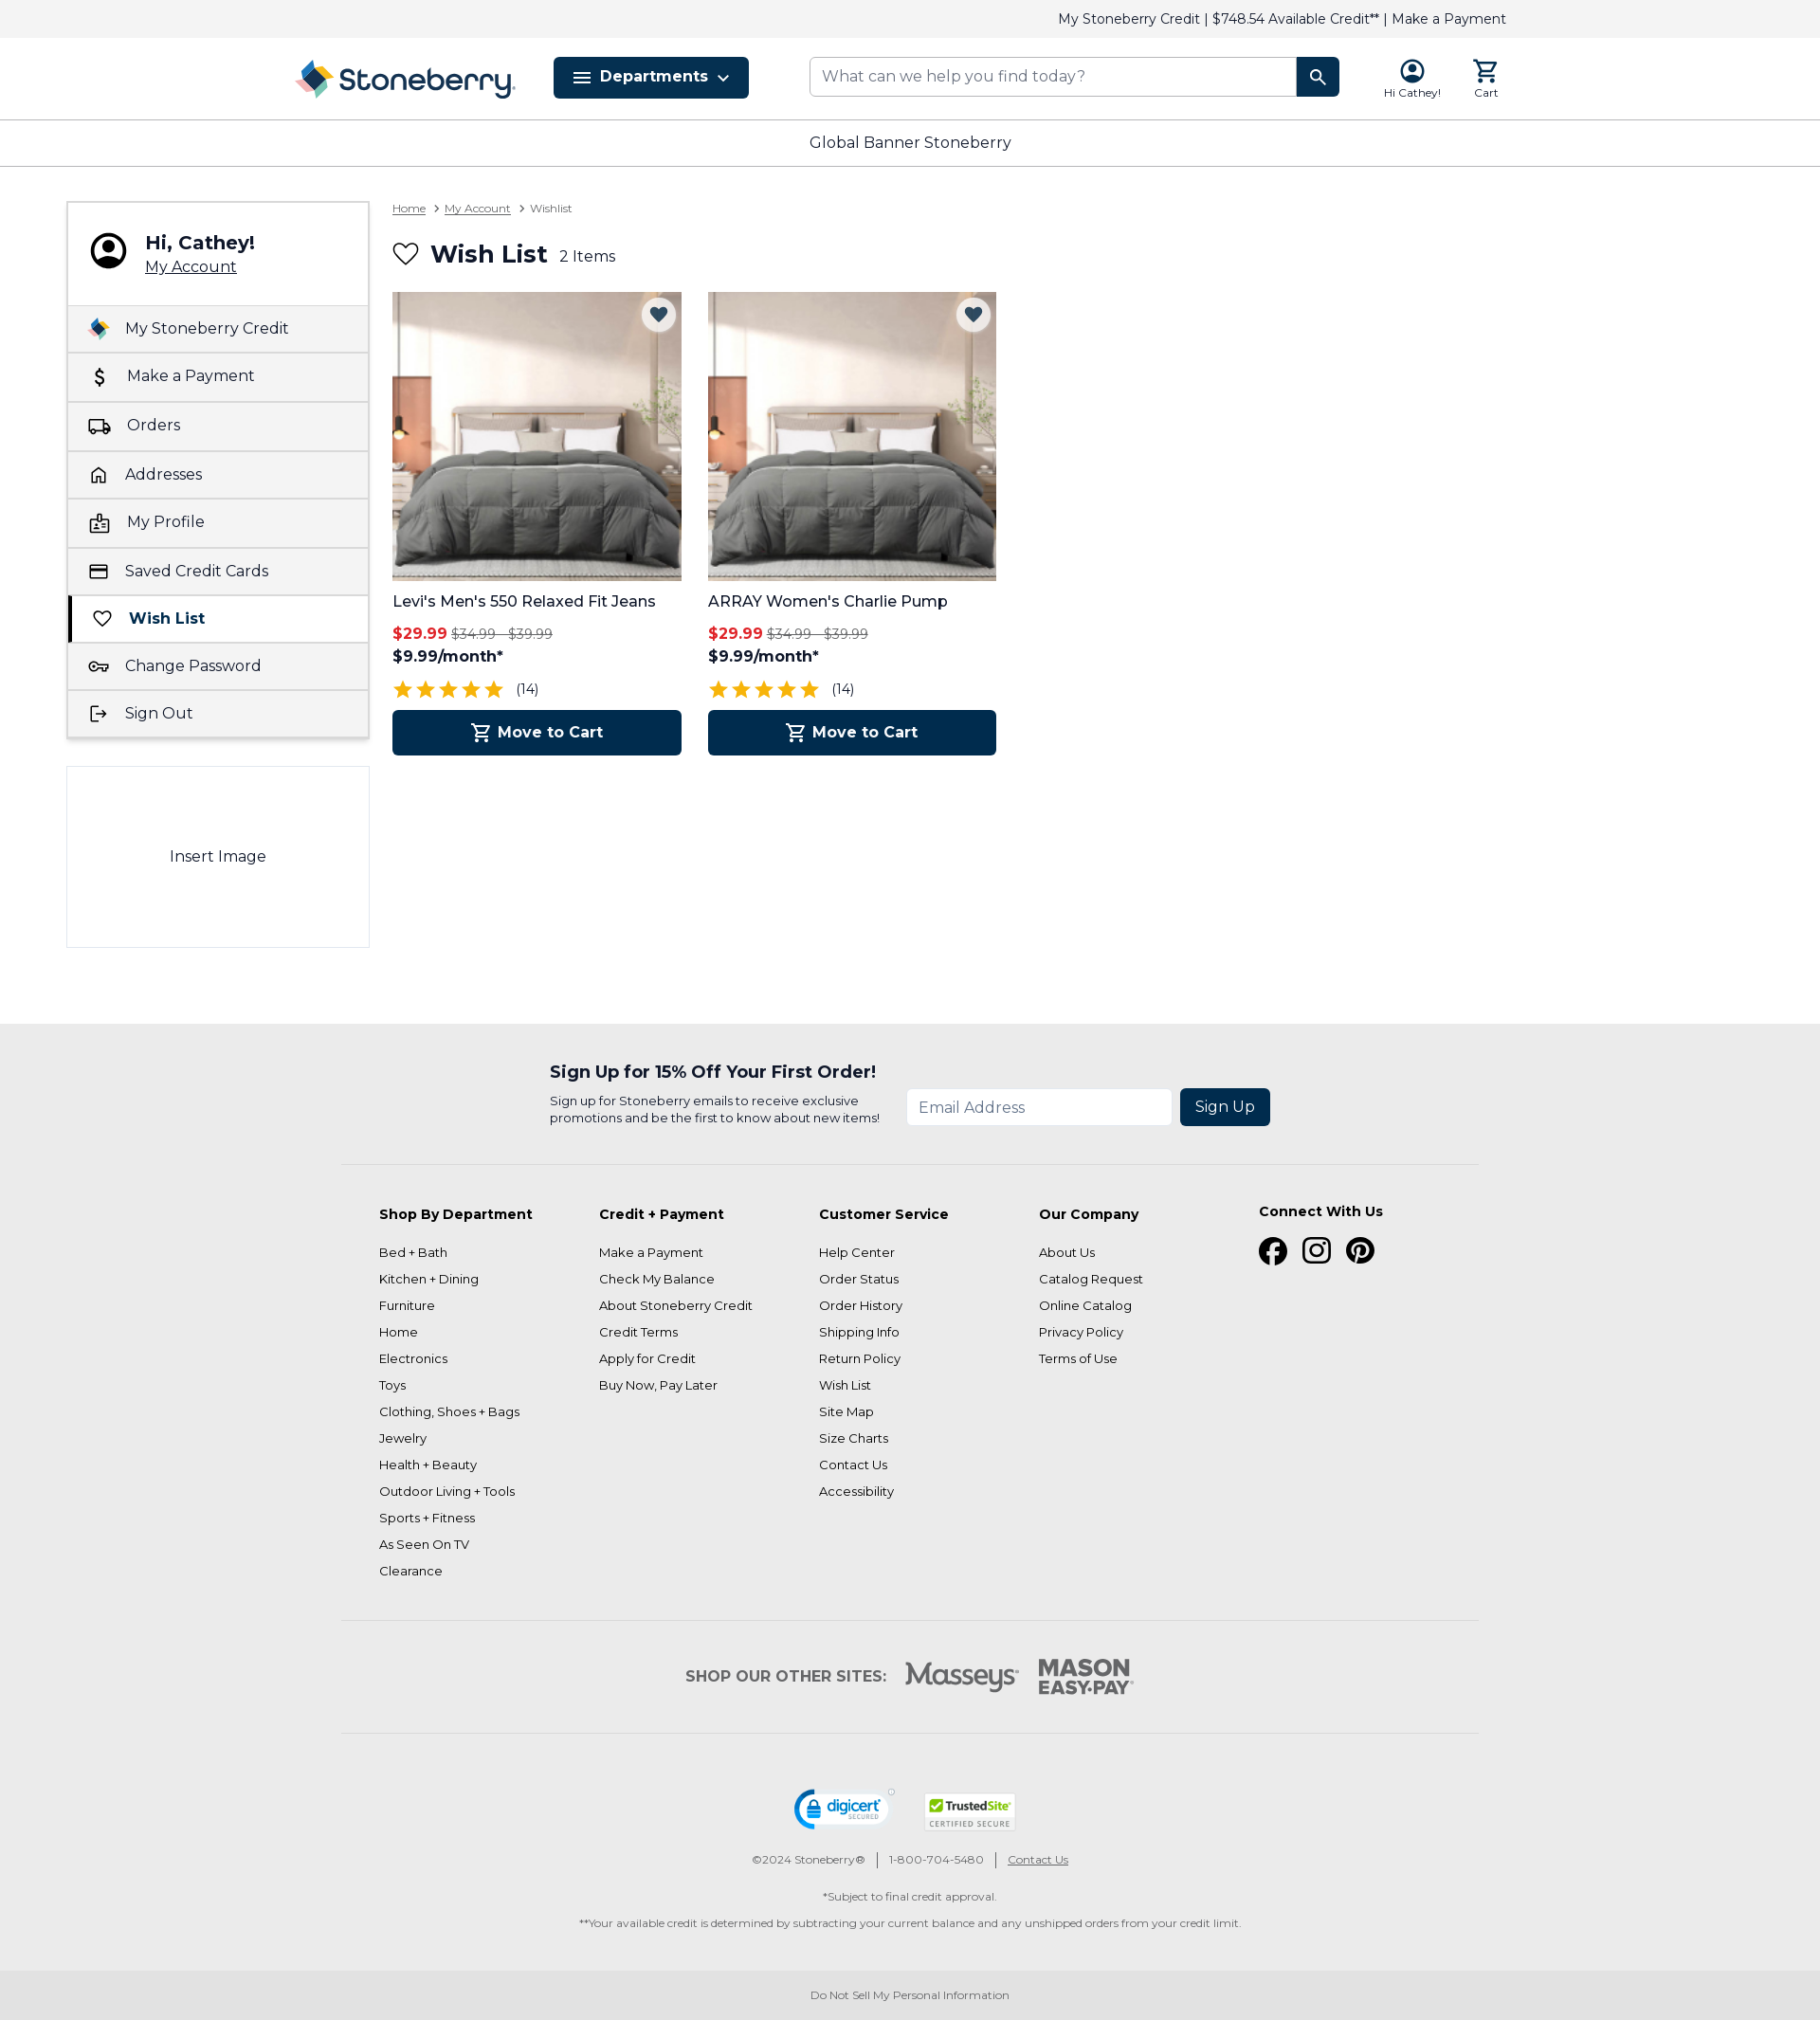 My Stoneberry Credit | $748.54 Available Credit** | Make a Payment
Stoneberry®
Departments
What can we help you find today?
Hi Cathey!
Cart
Global Banner Stoneberry
Hi, Cathey!
My Account
My Stoneberry Credit
Make a Payment
Orders
Addresses
My Profile
Saved Credit Cards
Wish List
Change Password
Sign Out
Insert Image
Home > My Account > Wishlist
Wish List 2 Items
Levi's Men's 550 Relaxed Fit Jeans
$29.99 $34.99 - $39.99
$9.99/month*
(14)
Move to Cart
ARRAY Women's Charlie Pump
$29.99 $34.99 - $39.99
$9.99/month*
(14)
Move to Cart
Sign Up for 15% Off Your First Order!
Sign up for Stoneberry emails to receive exclusive
promotions and be the first to know about new items!
Email Address
Sign Up
Shop By Department
Bed + Bath
Kitchen + Dining
Furniture
Home
Electronics
Toys
Clothing, Shoes + Bags
Jewelry
Health + Beauty
Outdoor Living + Tools
Sports + Fitness
As Seen On TV
Clearance
Credit + Payment
Make a Payment
Check My Balance
About Stoneberry Credit
Credit Terms
Apply for Credit
Buy Now, Pay Later
Customer Service
Help Center
Order Status
Order History
Shipping Info
Return Policy
Wish List
Site Map
Size Charts
Contact Us
Accessibility
Our Company
About Us
Catalog Request
Online Catalog
Privacy Policy
Terms of Use
Connect With Us
SHOP OUR OTHER SITES:
Masseys®
MASON
EASY•PAY®
digicert®
SECURED
TrustedSite®
CERTIFIED SECURE
©2024 Stoneberry® | 1-800-704-5480 | Contact Us
*Subject to final credit approval.
**Your available credit is determined by subtracting your current balance and any unshipped orders from your credit limit.
Do Not Sell My Personal Information